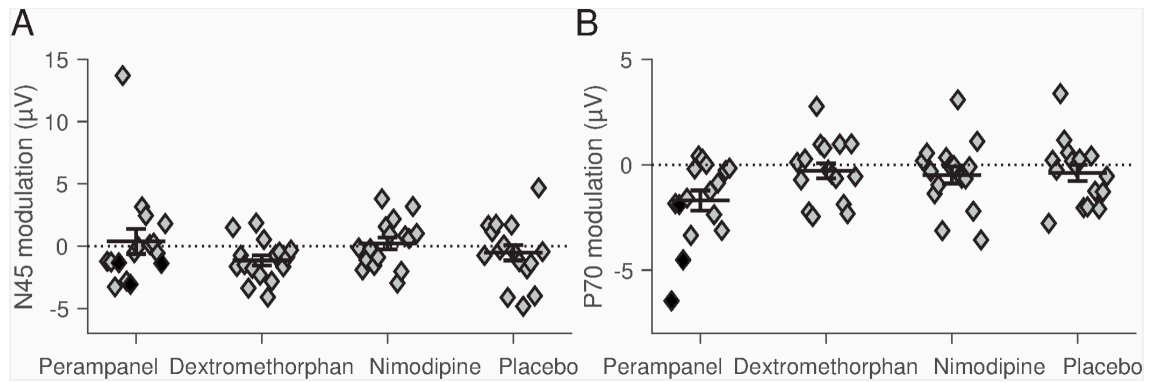 A
B
N45 modulation (µV)
15
10
5
0
-5
Perampanel Dextromethorphan Nimodipine Placebo
P70 modulation (µV)
5
0
-5
Perampanel Dextromethorphan Nimodipine Placebo